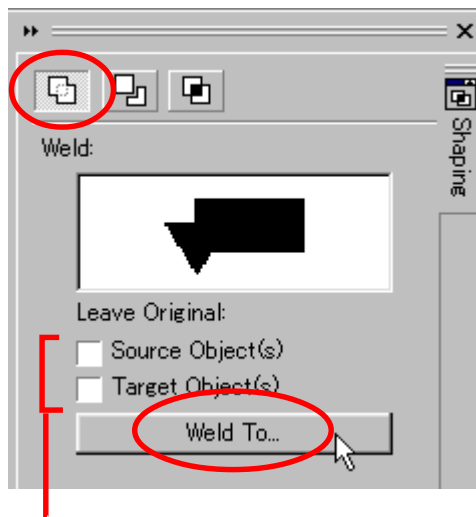 Weld:
Leave Original:
Source Object(s)
Target Object(s)
Weld To...
Shaping